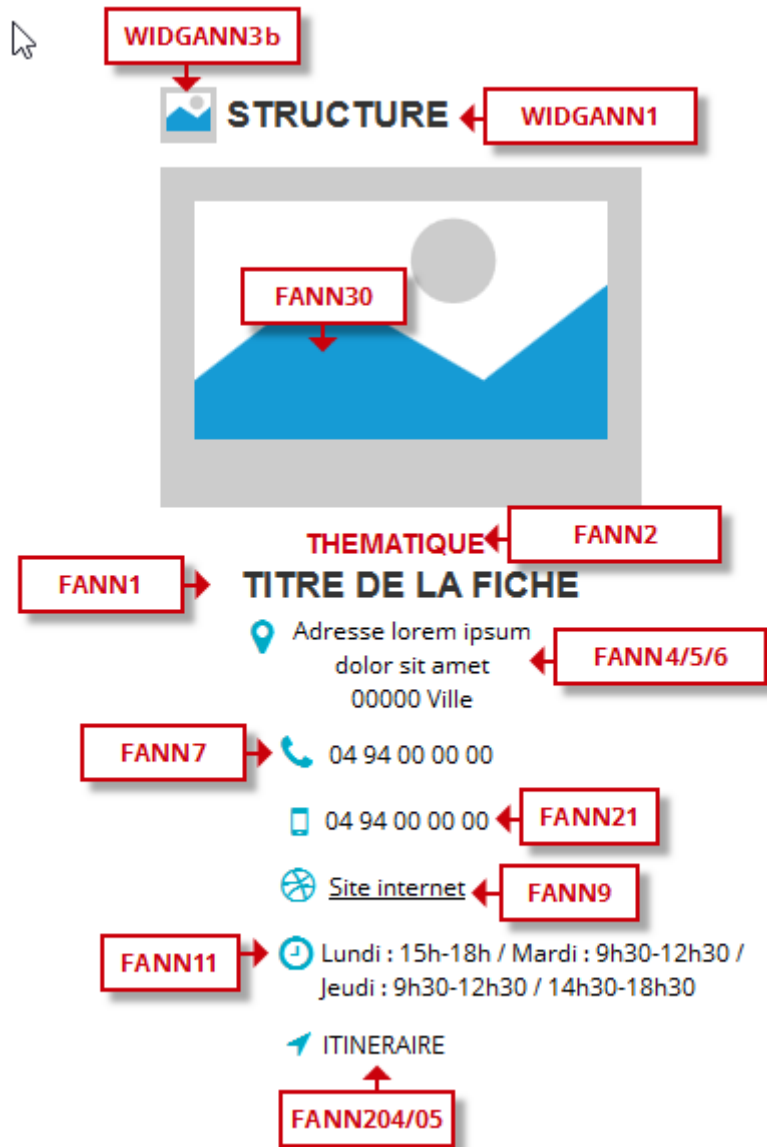 WIDGANN3b
STRUCTURE
WIDGANN1
FANN30
THEMATIQUE
FANN2
FANN1
TITRE DE LA FICHE
Adresse lorem ipsum
dolor sit amet
00000 Ville
FANN4/5/6
FANN7
04 94 00 00 00
04 94 00 00 00
FANN21
Site internet
FANN9
FANN11
Lundi : 15h-18h / Mardi : 9h30-12h30 /
Jeudi : 9h30-12h30 / 14h30-18h30
ITINERAIRE
FANN204/05